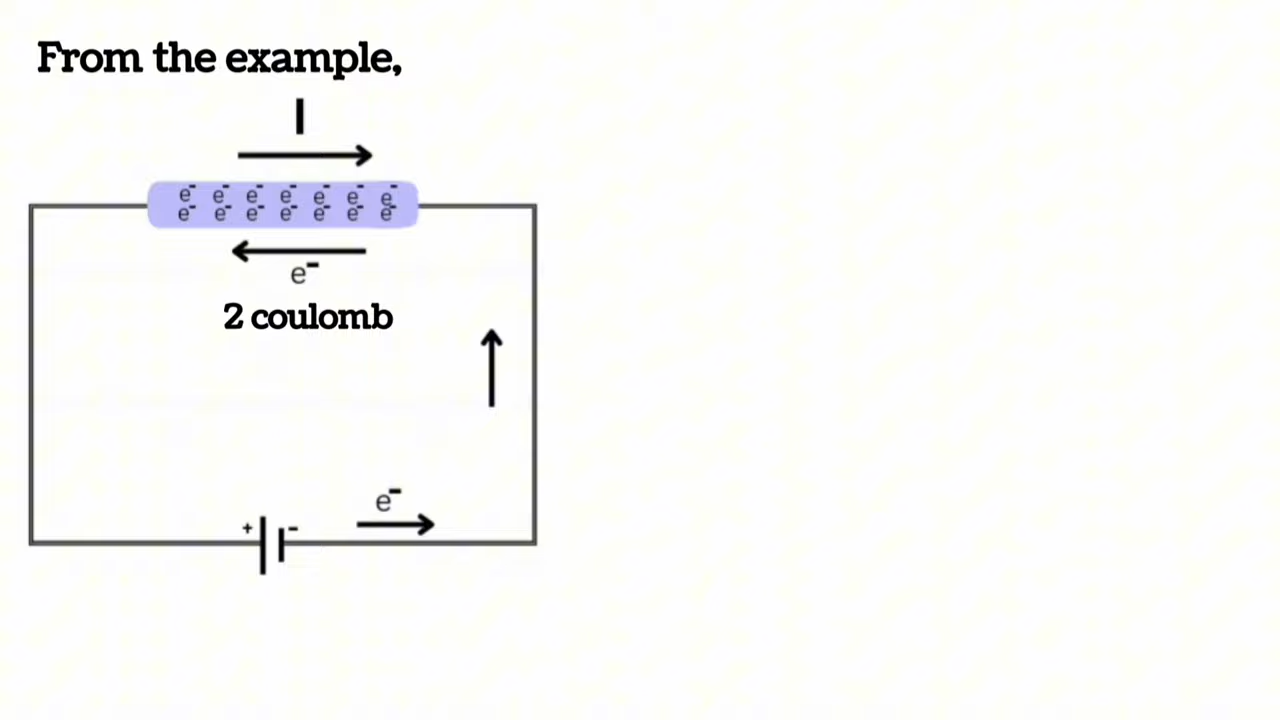 From the example,
I
e⁻ e⁻ e⁻ e⁻ e⁻ e⁻ e⁻
e⁻ e⁻ e⁻ e⁻ e⁻ e⁻ e⁻
e⁻
2 coulomb
e⁻
+ -